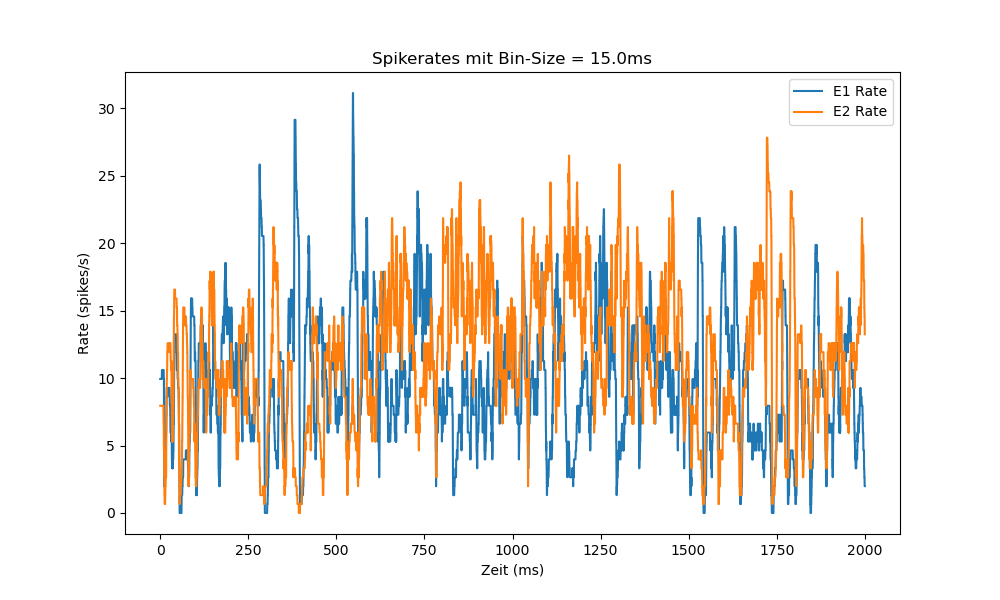 Spikerates mit Bin-Size = 15.0ms
E1 Rate
E2 Rate
30
25
20
15
10
5
0
Rate (spikes/s)
0 250 500 750 1000 1250 1500 1750 2000
Zeit (ms)